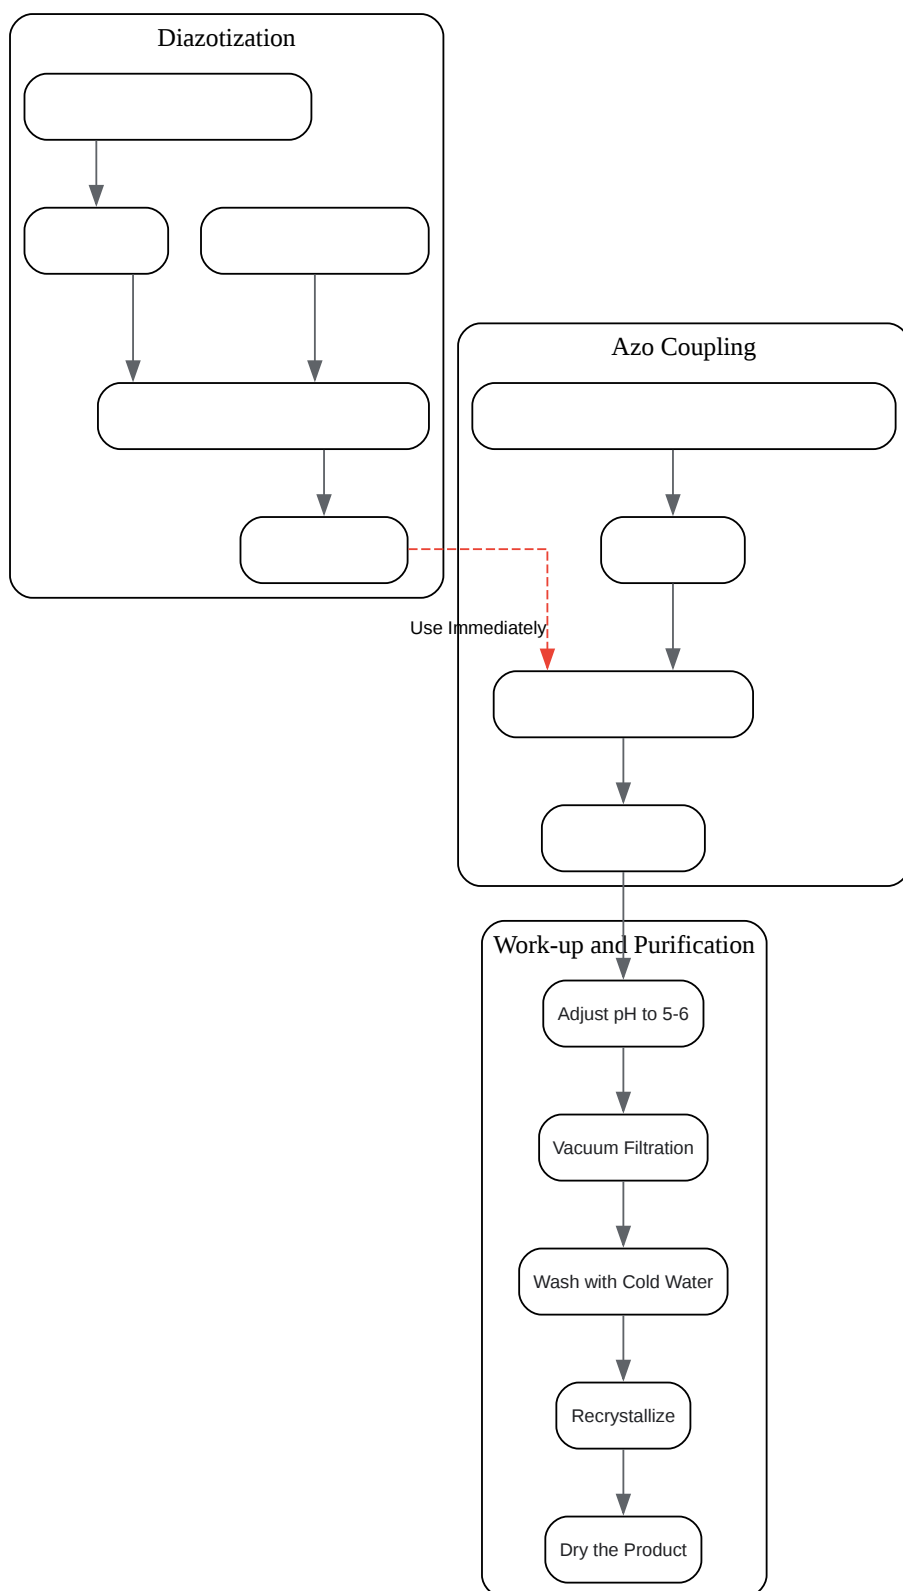 Diazotization
Azo Coupling
Use Immediately
Work-up and Purification
Adjust pH to 5-6
Vacuum Filtration
Wash with Cold Water
Recrystallize
Dry the Product